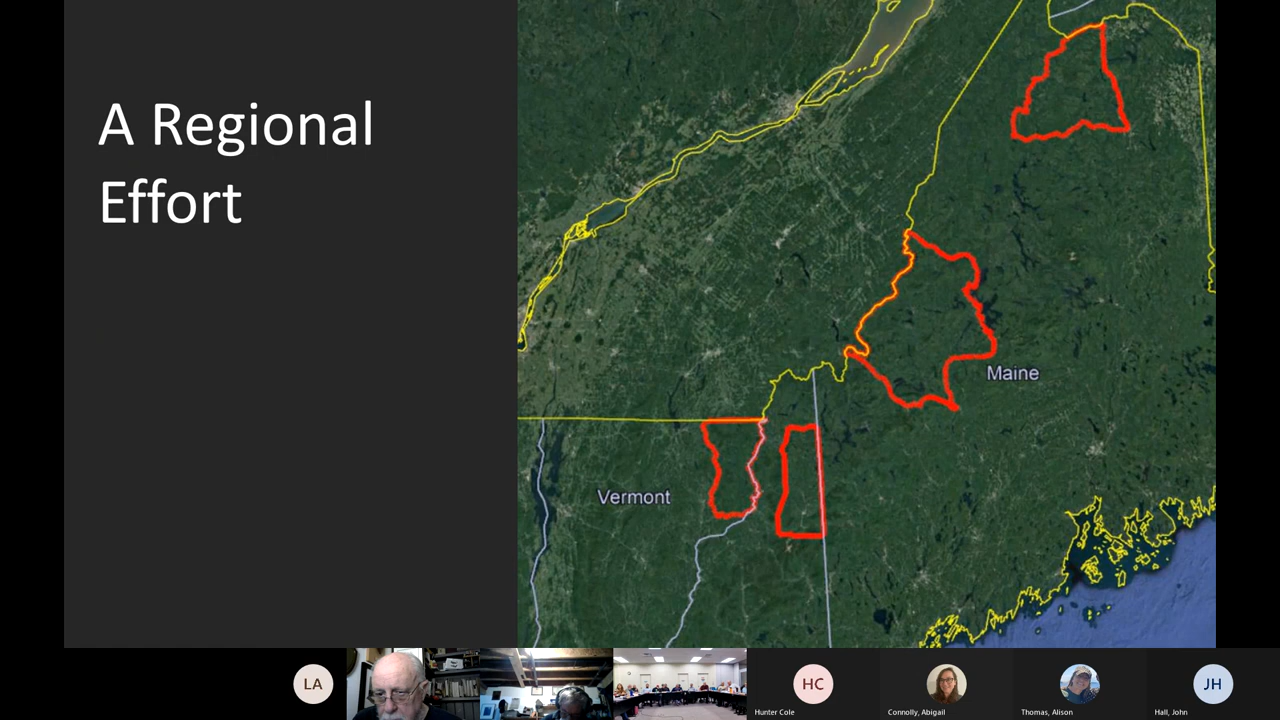 A Regional
Effort
Maine
Vermont
LA
HC
Hunter Cole
Connolly, Abigail
Thomas, Alison
JH
Hall, John